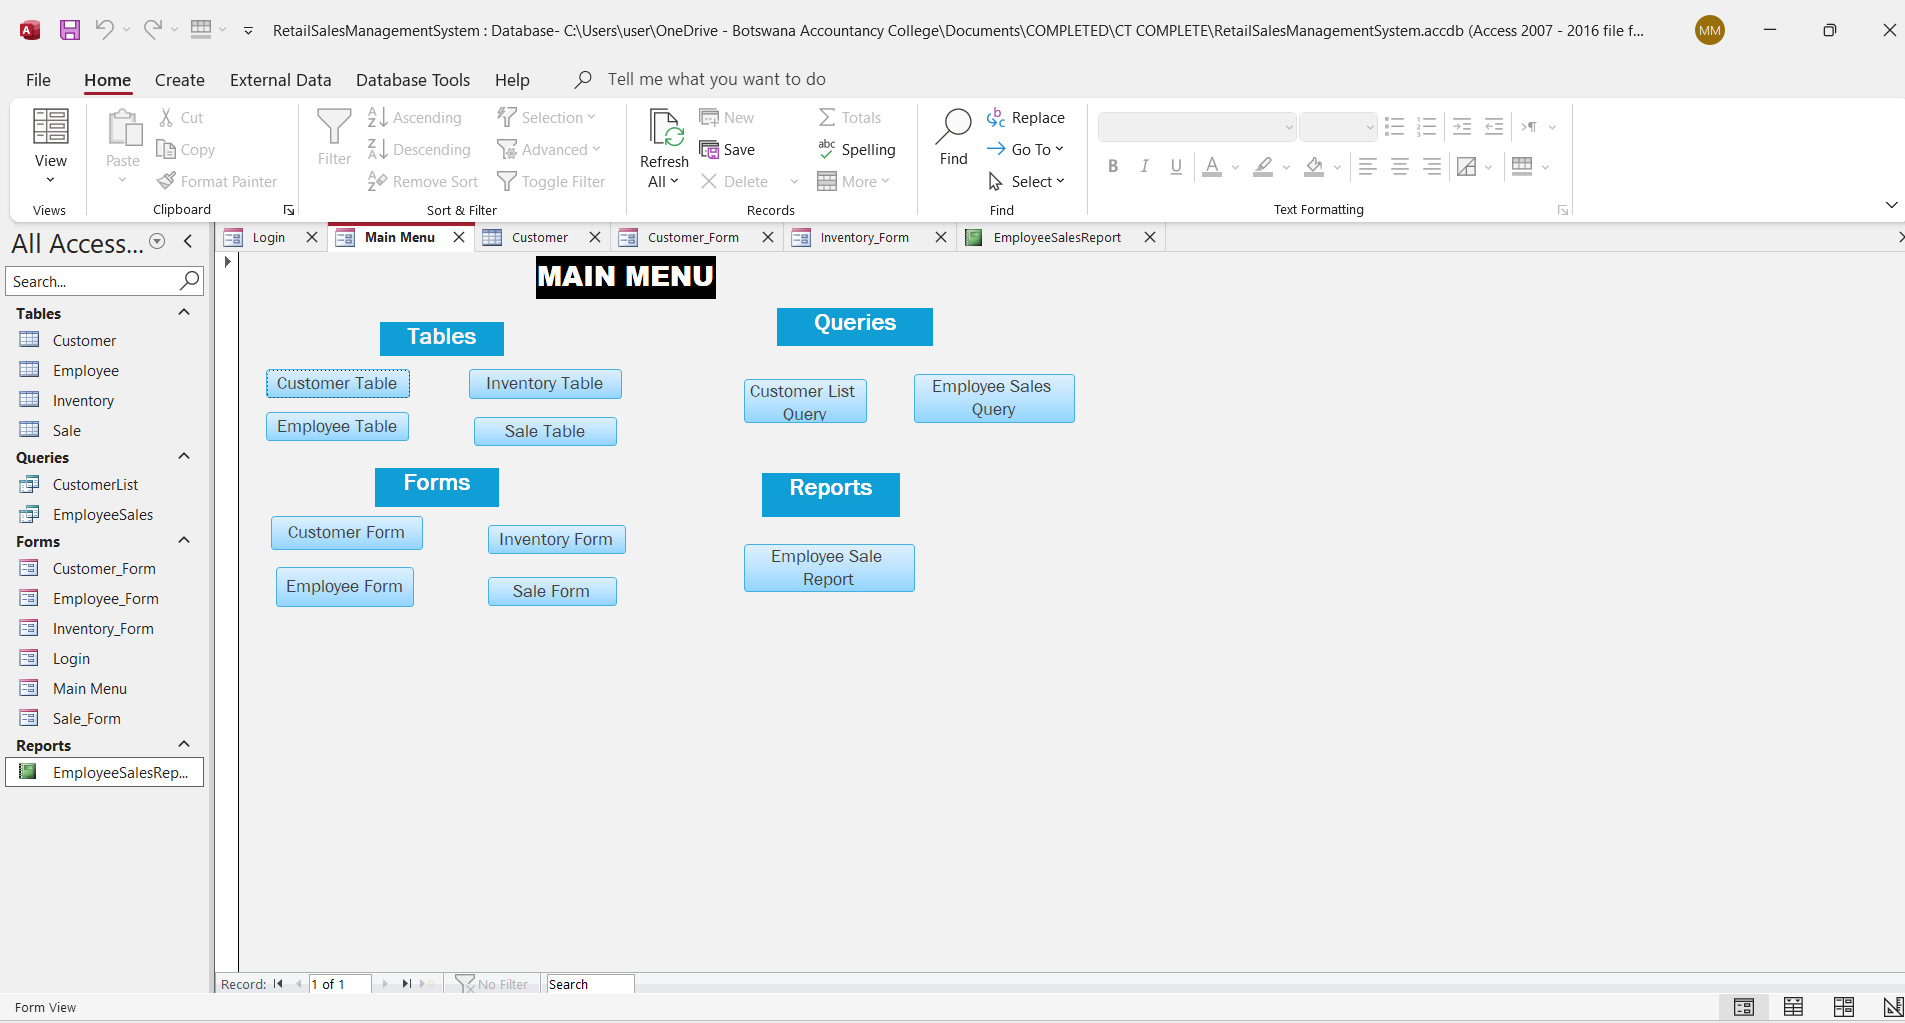 RetailSalesManagementSystem : Database- C:\Users\user\OneDrive - Botswana Accountancy College\Documents\COMPLETED\CT COMPLETE\RetailSalesManagementSystem.accdb (Access 2007 - 2016 file f...
MM
File Home Create External Data Database Tools Help Tell me what you want to do
View
Views
Paste
Cut
Copy
Format Painter
Clipboard
Filter
Ascending
Descending
Remove Sort
Selection
Advanced
Toggle Filter
Sort & Filter
Refresh
All
New
Save
Delete
Totals
Spelling
More
Records
Find
Replace
Go To
Select
Find
B I U
Text Formatting
All Access...
Search...
Tables
Customer
Employee
Inventory
Sale
Queries
CustomerList
EmployeeSales
Forms
Customer_Form
Employee_Form
Inventory_Form
Login
Main Menu
Sale_Form
Reports
EmployeeSalesRep...
Login Main Menu Customer Customer_Form Inventory_Form EmployeeSalesReport
MAIN MENU
Tables
Customer Table
Inventory Table
Employee Table
Sale Table
Queries
Customer List
Query
Employee Sales
Query
Forms
Customer Form
Inventory Form
Employee Form
Sale Form
Reports
Employee Sale
Report
Record: 1 of 1 No Filter Search
Form View